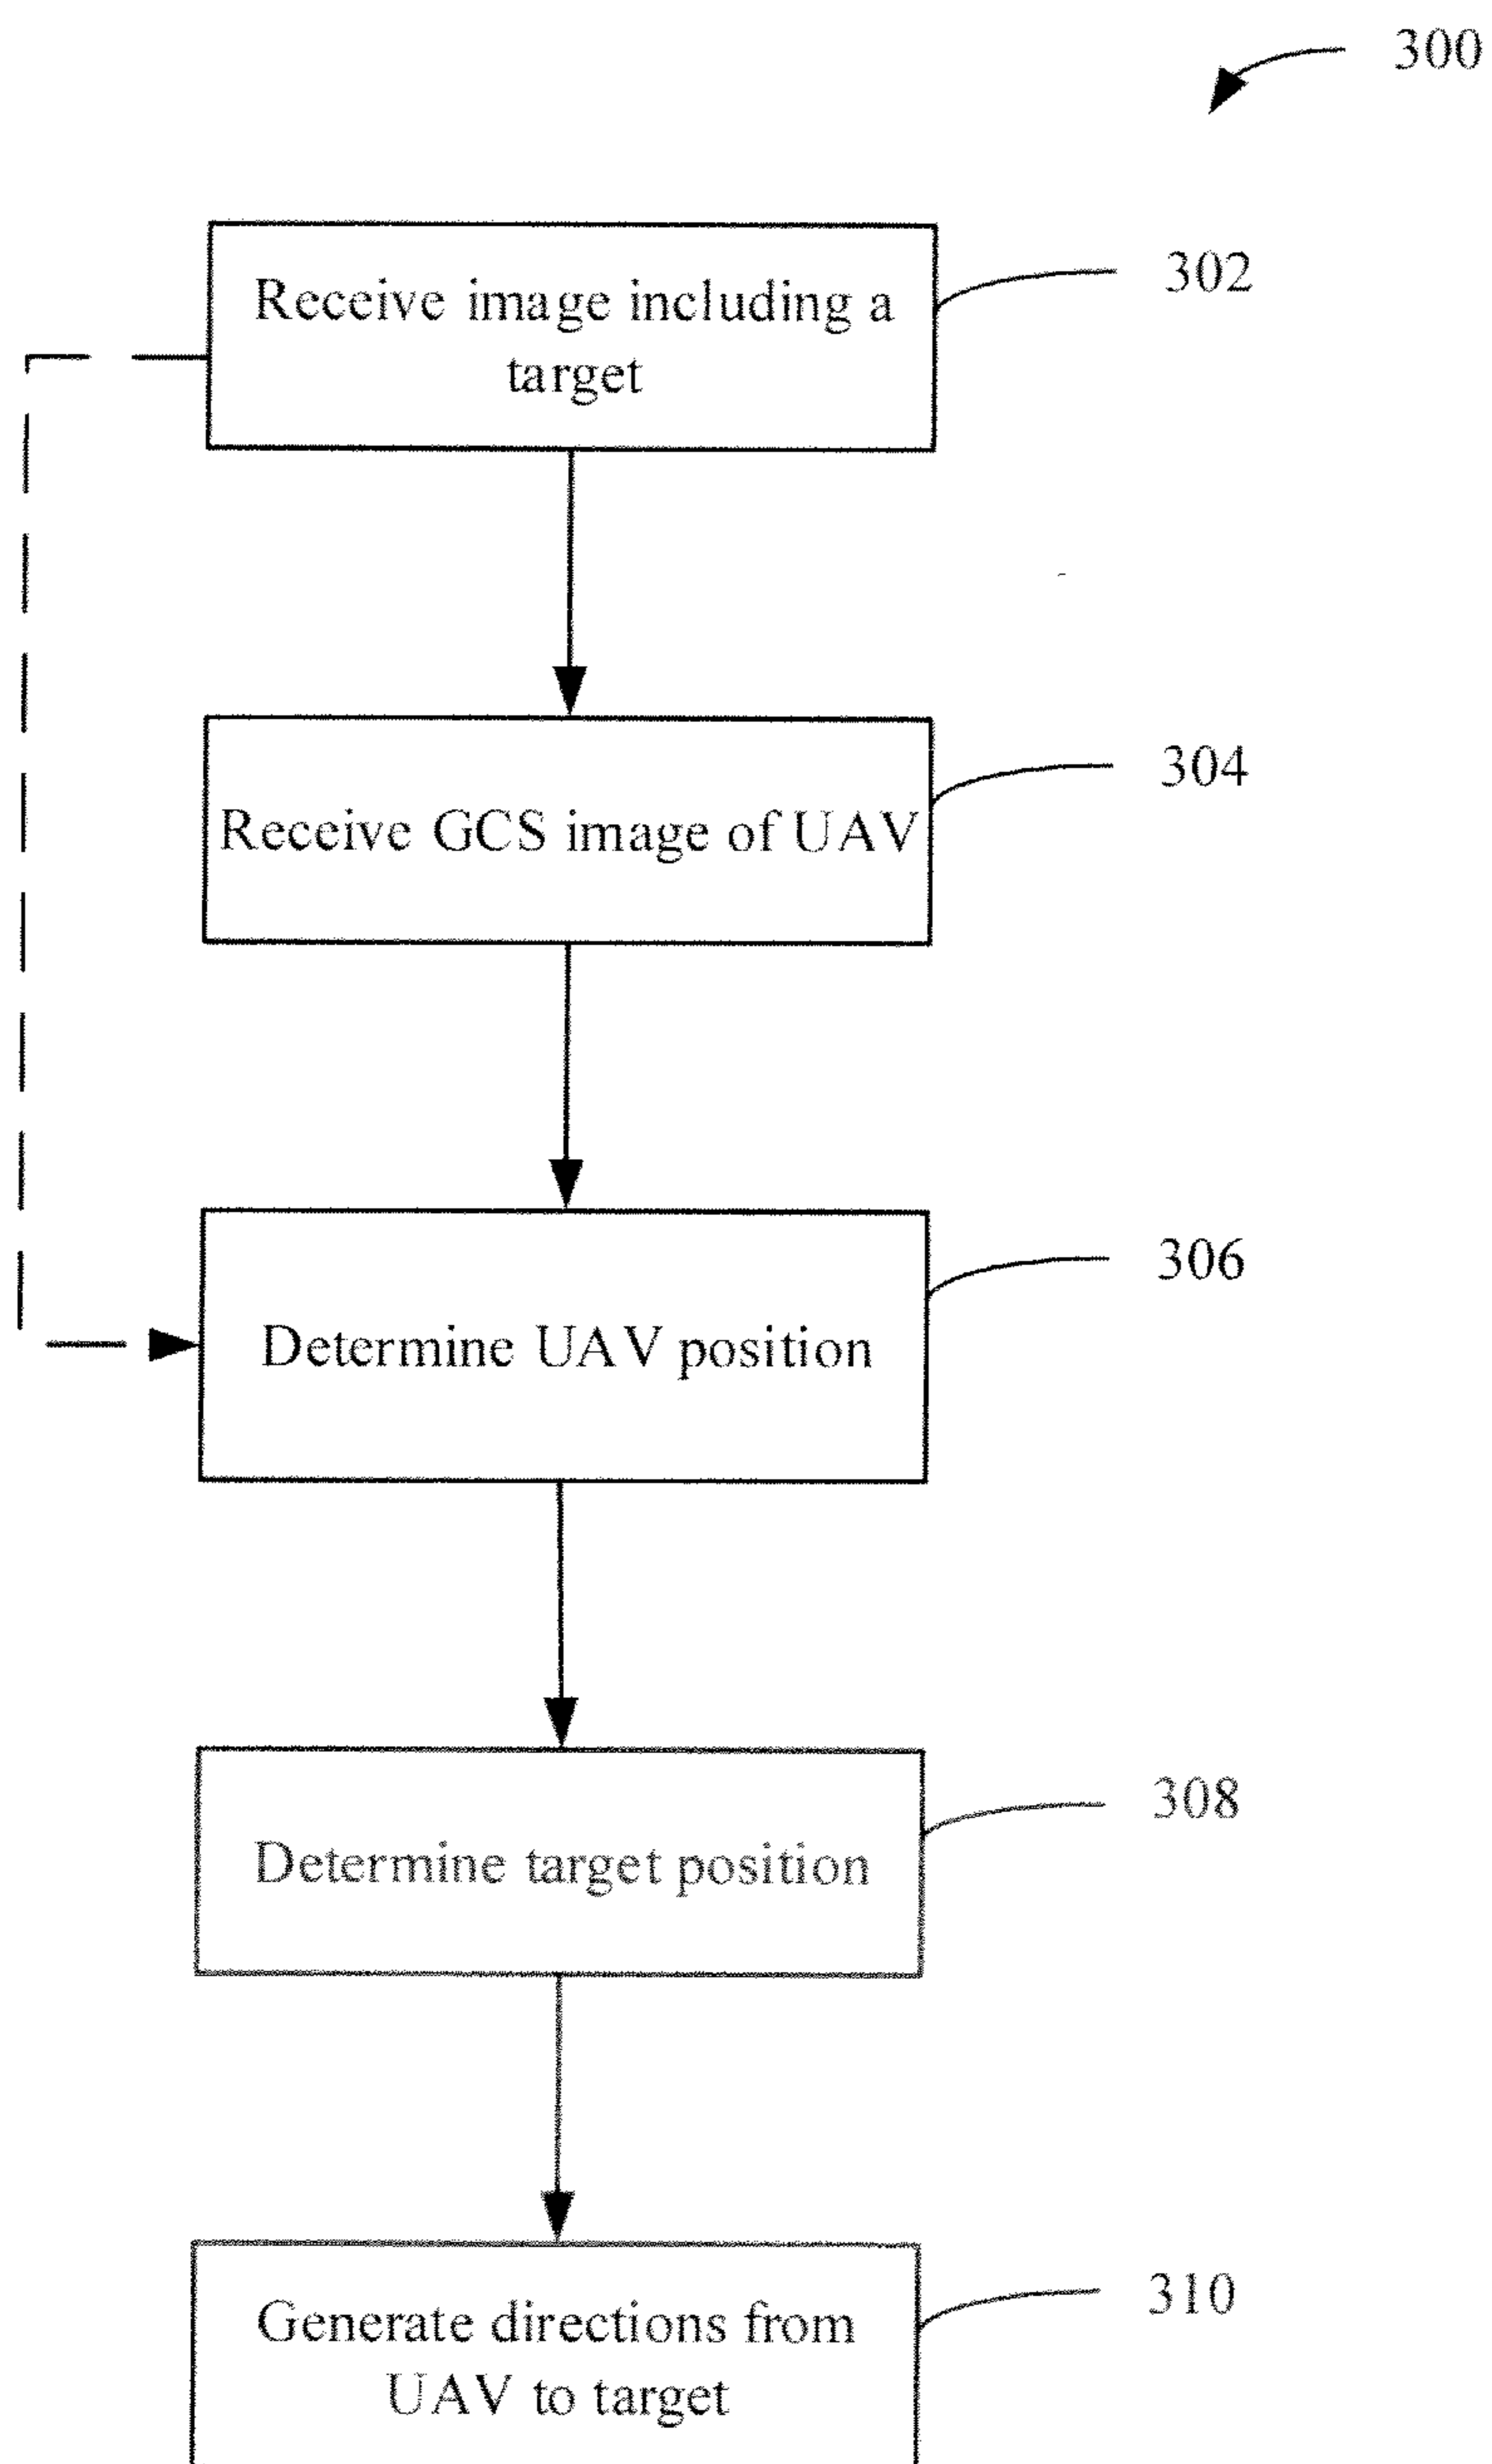 300
Receive image including a
target
302
Receive GCS image of UAV
304
Determine UAV position
306
Determine target position
308
Generate directions from
UAV to target
310